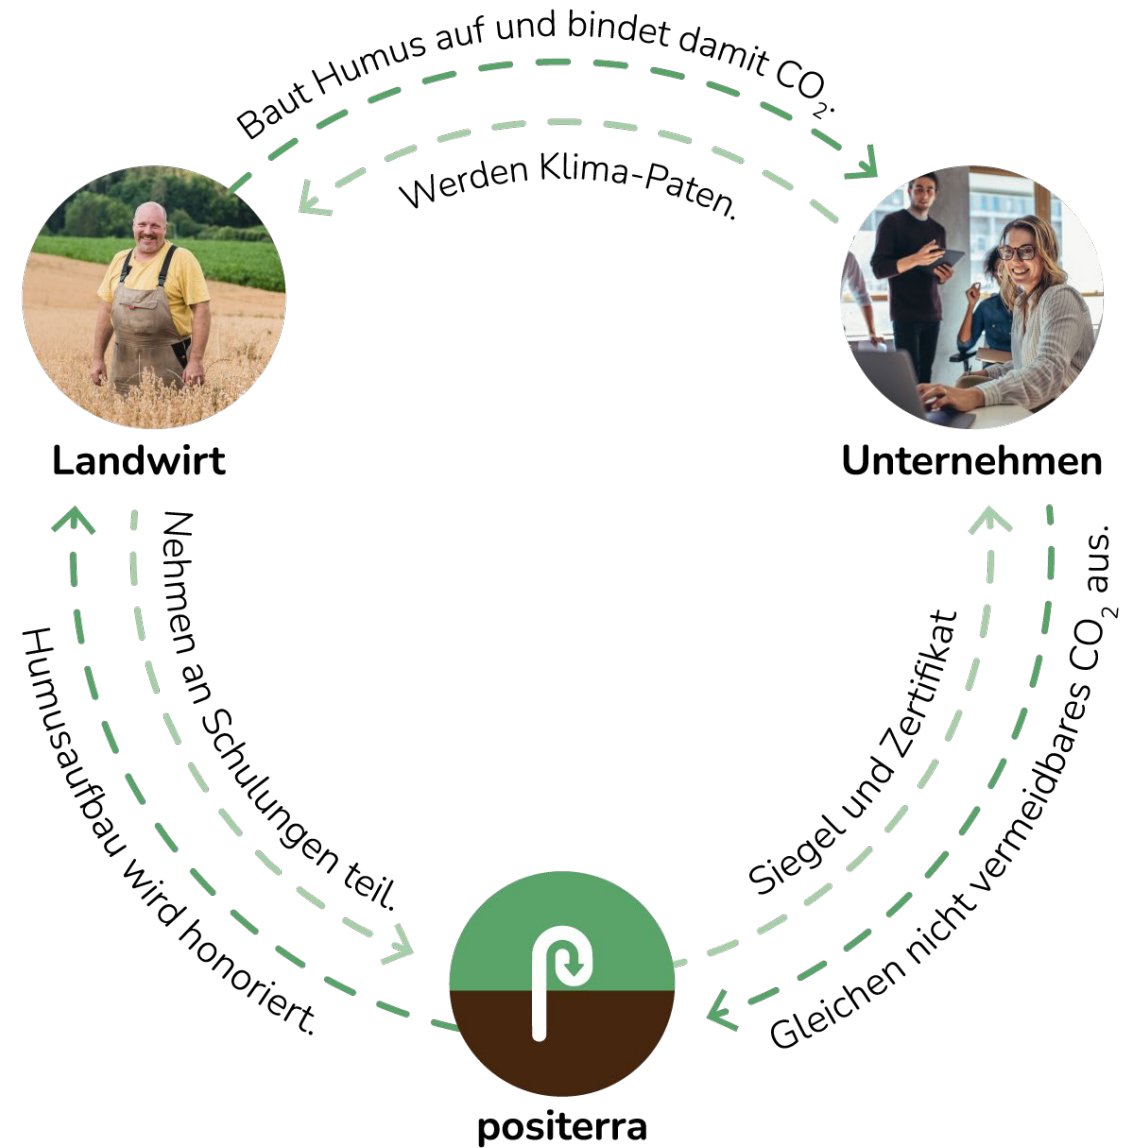 Baut Humus auf und bindet damit CO₂.
Werden Klima-Paten.
Landwirt
Unternehmen
Nehmen an Schulungen teil.
Humusaufbau wird honoriert.
Siegel und Zertifikat
Gleichen nicht vermeidbares CO₂ aus.
positerra